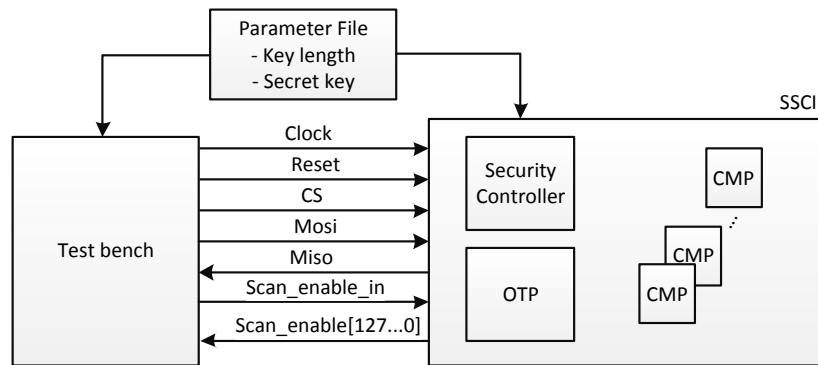 Parameter File
- Key length
- Secret key
SSCI
Clock
Reset
CS
Mosi
Miso
Scan_enable_in
Scan_enable[127...0]
Test bench
Security
Controller
OTP
CMP
CMP
CMP